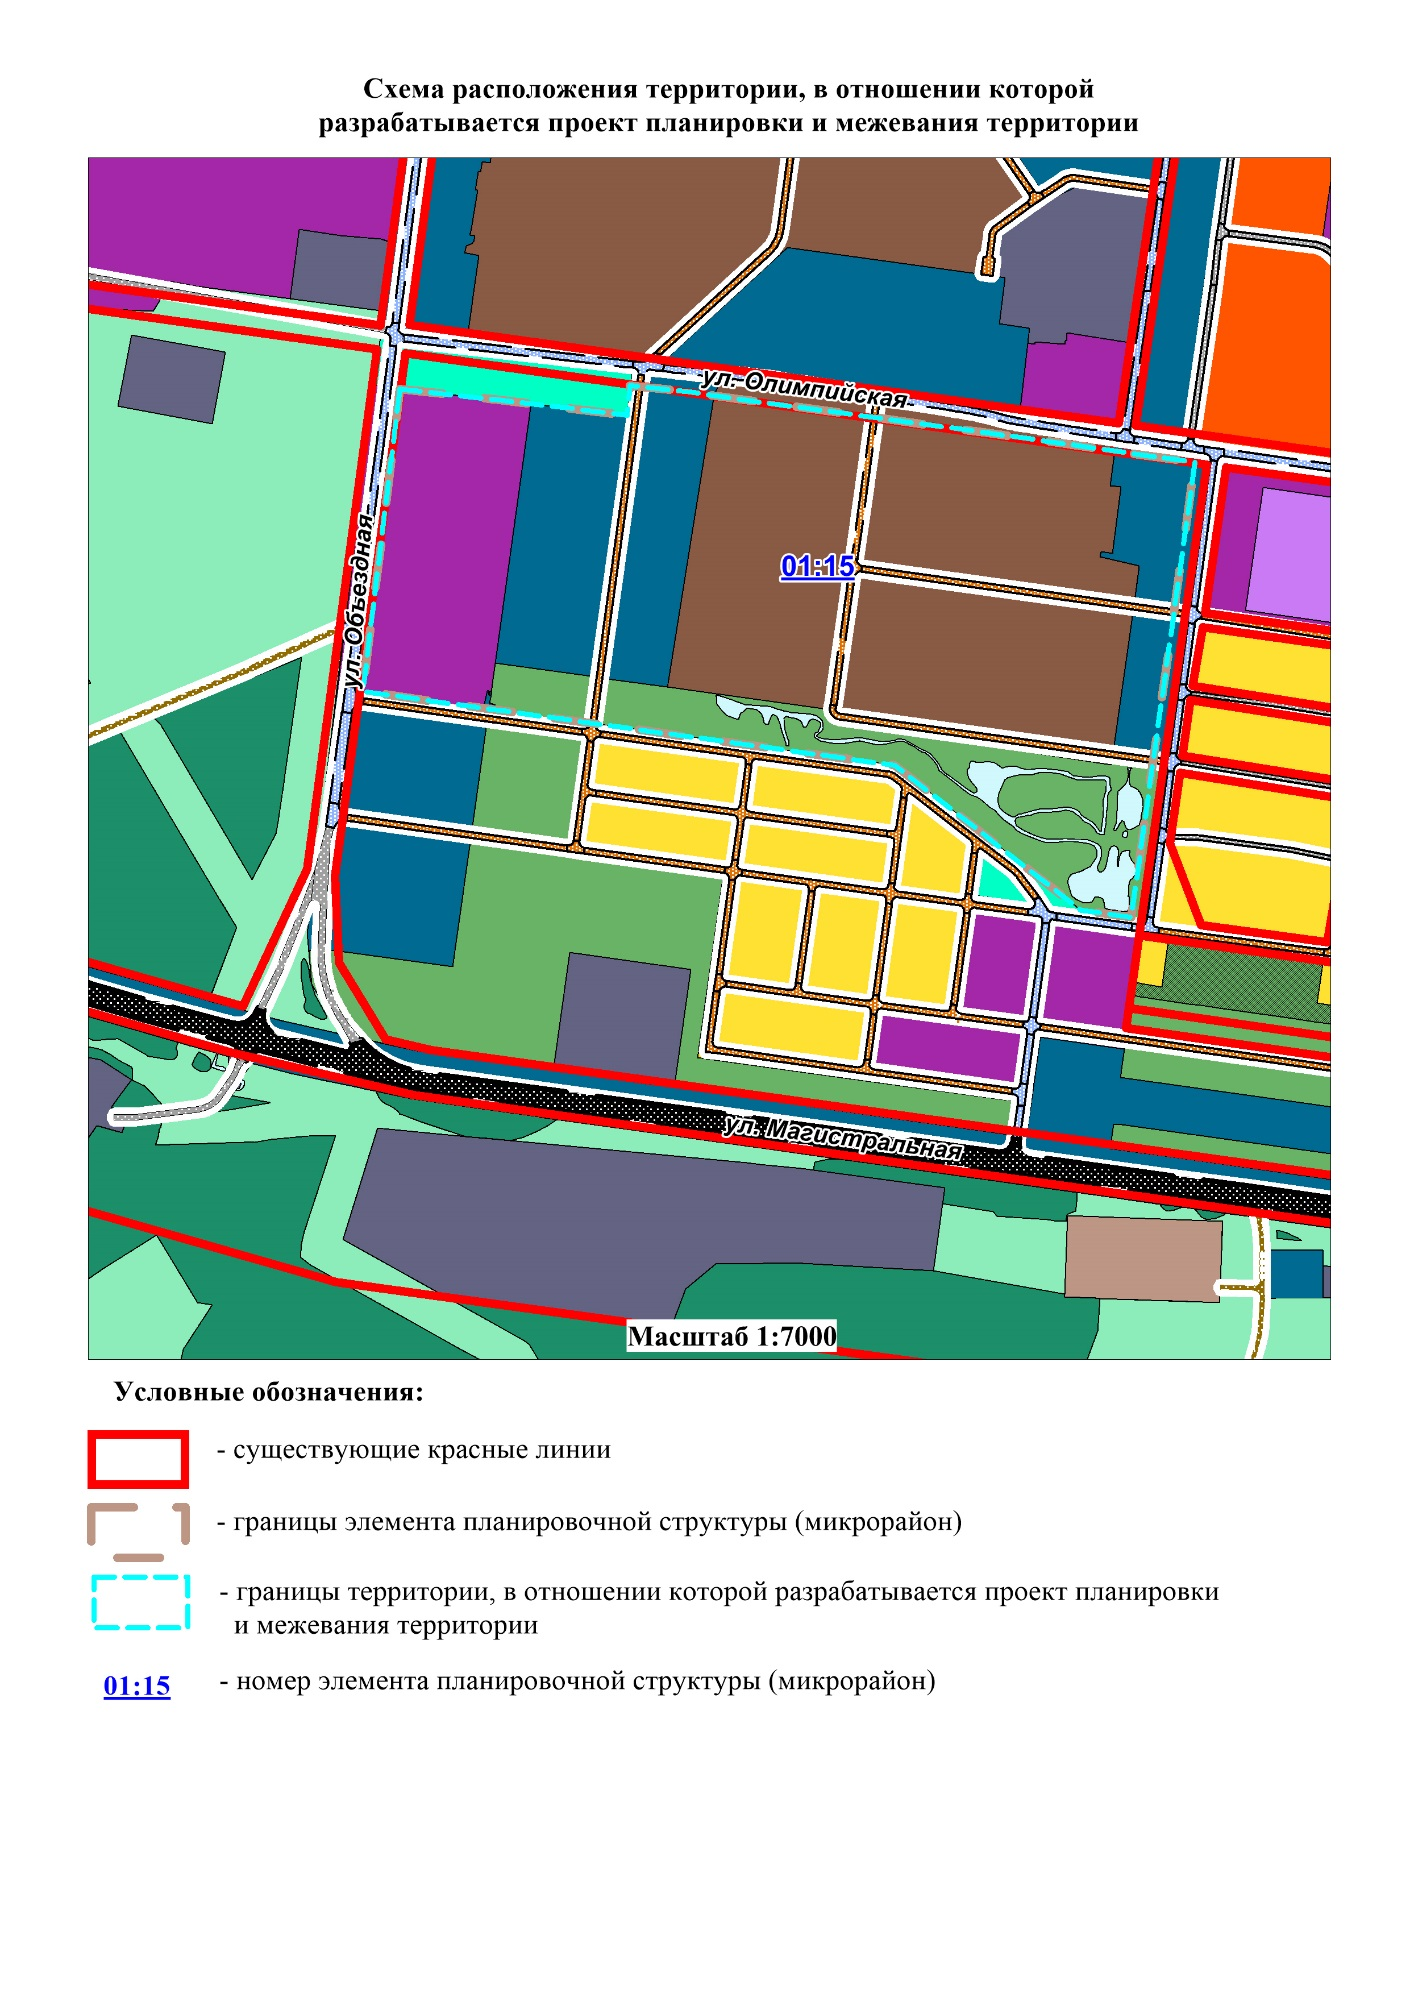 Схема расположения территории, в отношении которой
разрабатывается проект планировки и межевания территории
ул. Олимпийская
ул. Объездная
01:15
ул. Магистральная
Масштаб 1:7000
Условные обозначения:
- существующие красные линии
- границы элемента планировочной структуры (микрорайон)
- границы территории, в отношении которой разрабатывается проект планировки
и межевания территории
01:15 - номер элемента планировочной структуры (микрорайон)